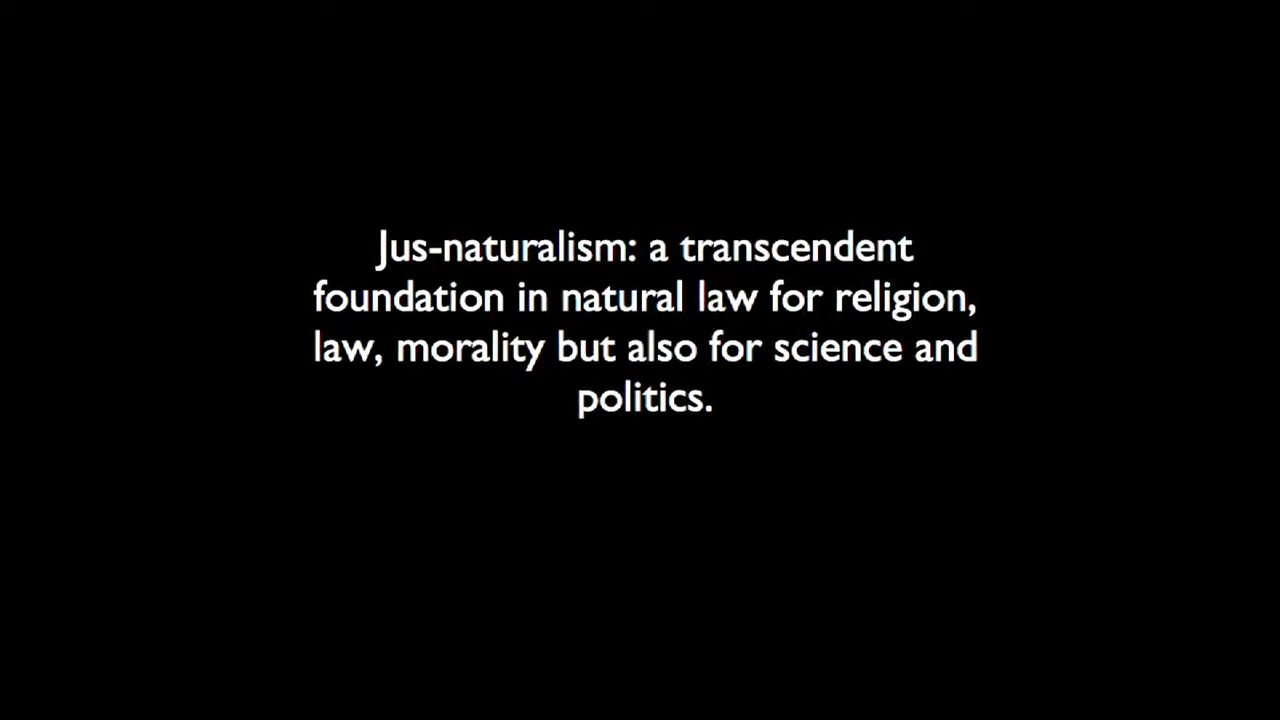 Jus-naturalism: a transcendent
foundation in natural law for religion,
law, morality but also for science and
politics.